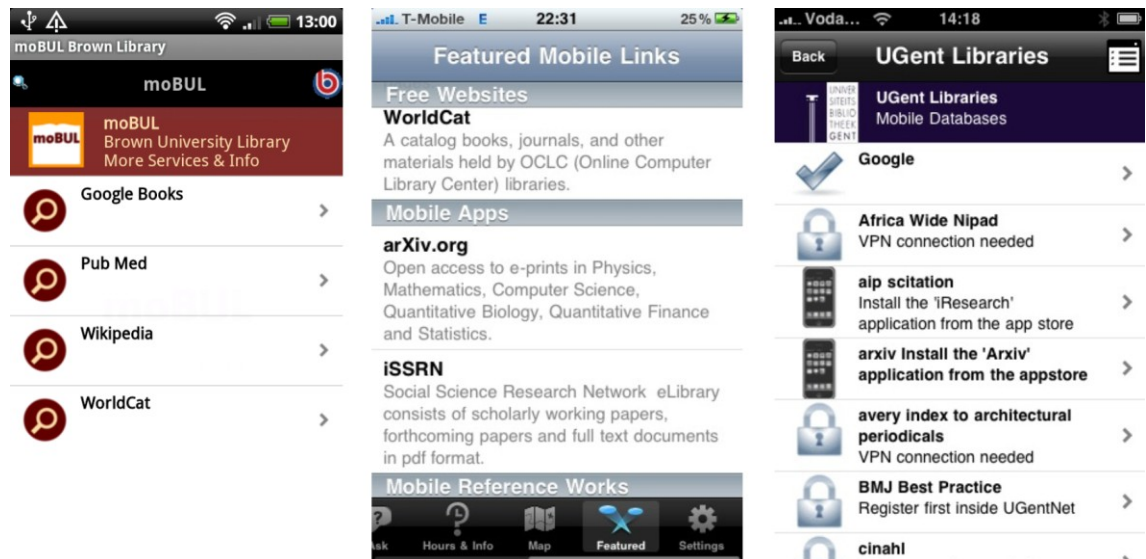 13:00
moBUL Brown Library
moBUL
b
moBUL
moBUL
Brown University Library
More Services & Info
Google Books
Pub Med
Wikipedia
WorldCat
T-Mobile E 22:31 25%
Featured Mobile Links
Free Websites
WorldCat
A catalog books, journals, and other
materials held by OCLC (Online Computer
Library Center) libraries.
Mobile Apps
arXiv.org
Open access to e-prints in Physics,
Mathematics, Computer Science,
Quantitative Biology, Quantitative Finance
and Statistics.
iSSRN
Social Science Research Network eLibrary
consists of scholarly working papers,
forthcoming papers and full text documents
in pdf format.
Mobile Reference Works
Ask Hours & Info Map Featured Settings
Voda... 14:18
Back UGent Libraries
UNIVER
SITEITS
BIBLIO
THEEK
GENT
UGent Libraries
Mobile Databases
Google
Africa Wide Nipad
VPN connection needed
aip scitation
Install the 'iResearch'
application from the app store
arxiv Install the 'Arxiv'
application from the appstore
avery index to architectural
periodicals
VPN connection needed
BMJ Best Practice
Register first inside UGentNet
cinahl